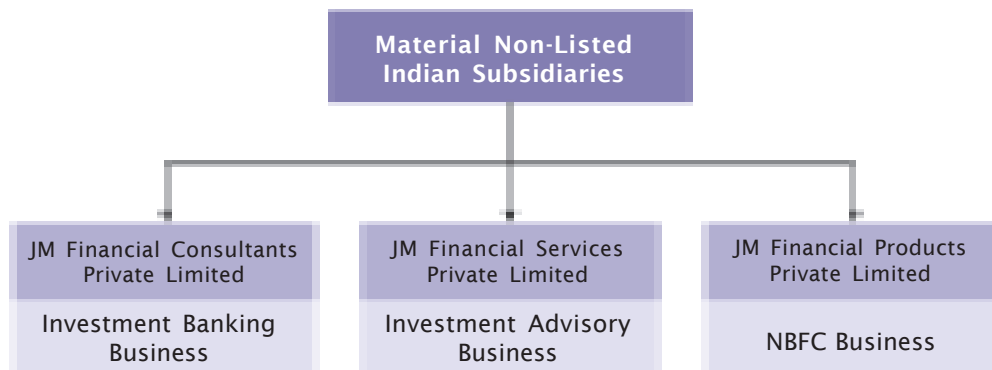 Material Non-Listed
Indian Subsidiaries
JM Financial Consultants
Private Limited
Investment Banking
Business
JM Financial Services
Private Limited
Investment Advisory
Business
JM Financial Products
Private Limited
NBFC Business